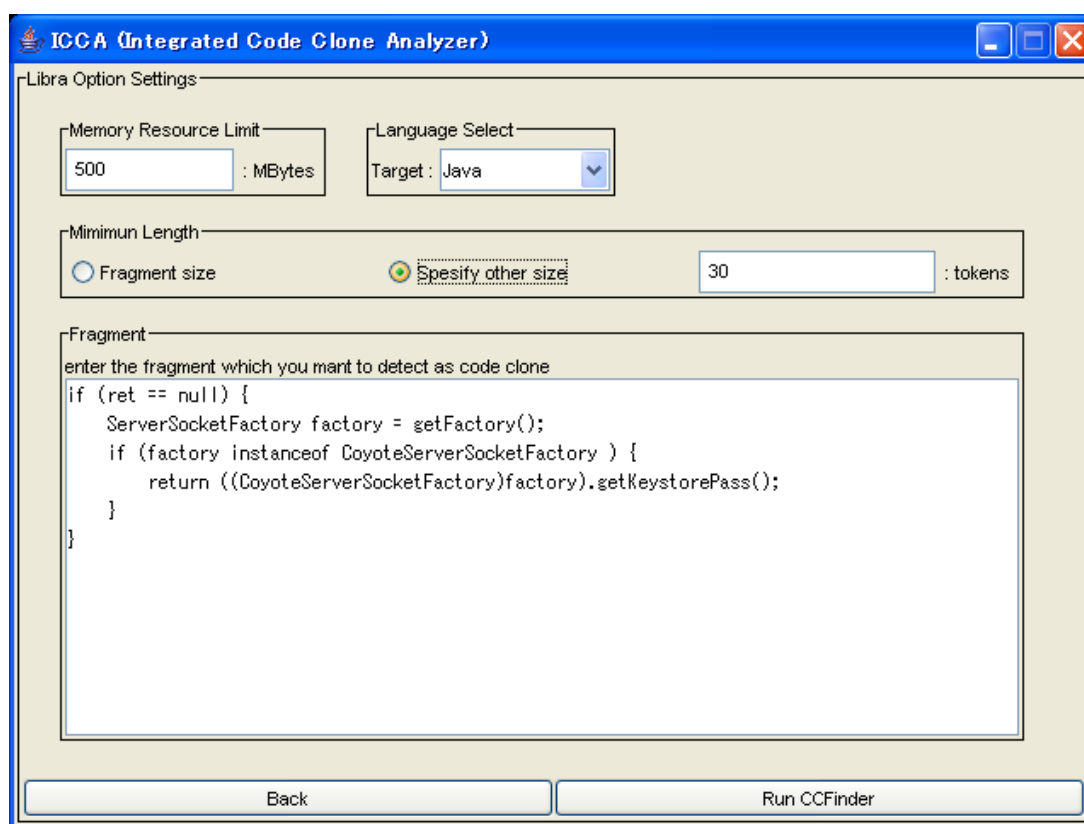 ICCA (Integrated Code Clone Analyzer)
Libra Option Settings
Memory Resource Limit
500 : MBytes
Language Select
Target : Java
Mimimun Length
Fragment size
Spesify other size
30 : tokens
Fragment
enter the fragment which you mant to detect as code clone
if (ret == null) {
    ServerSocketFactory factory = getFactory();
    if (factory instanceof CoyoteServerSocketFactory ) {
        return ((CoyoteServerSocketFactory)factory).getKeystorePass();
    }
}
Back
Run CCFinder